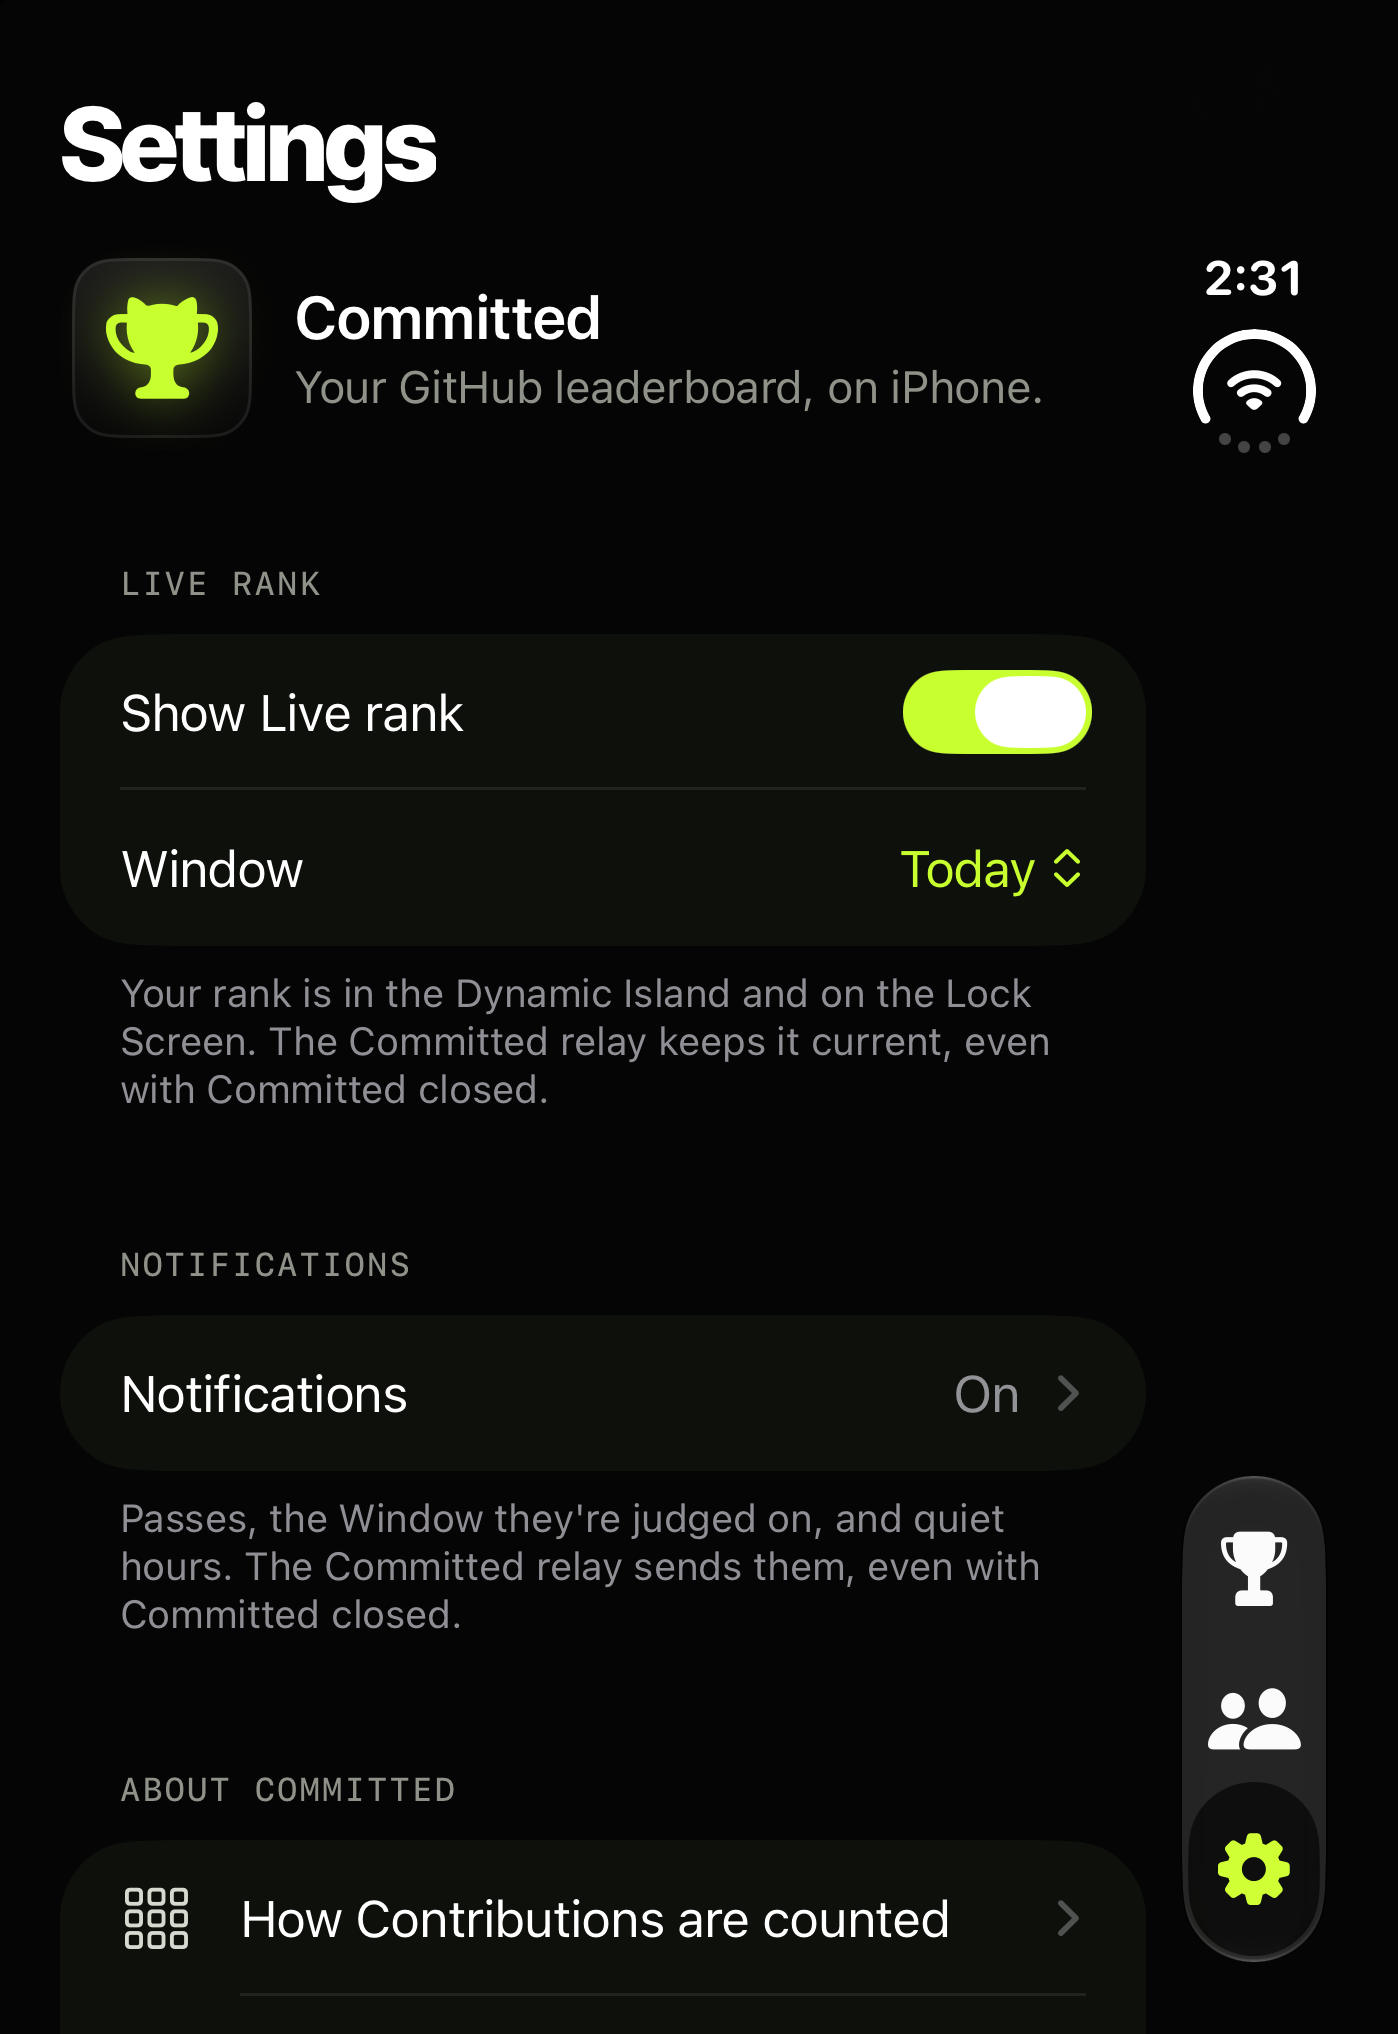 Settings
Committed
Your GitHub leaderboard, on iPhone.
2:31
LIVE RANK
Show Live rank
Window
Today
Your rank is in the Dynamic Island and on the Lock
Screen. The Committed relay keeps it current, even
with Committed closed.
NOTIFICATIONS
Notifications
On
Passes, the Window they're judged on, and quiet
hours. The Committed relay sends them, even with
Committed closed.
ABOUT COMMITTED
How Contributions are counted